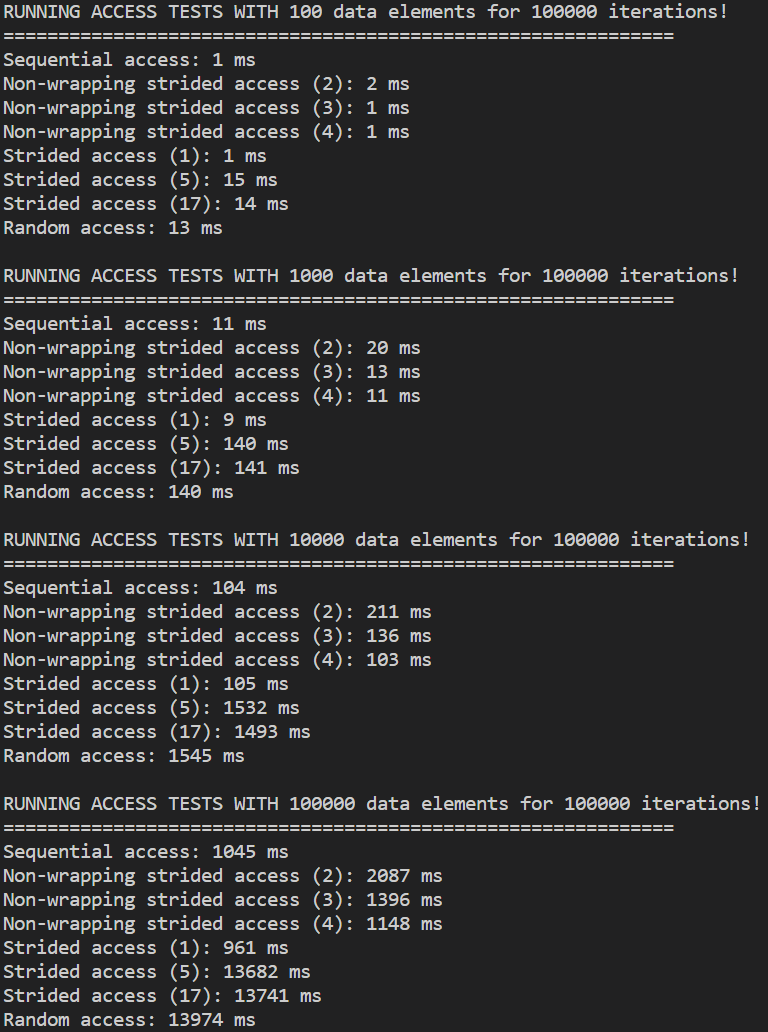 RUNNING ACCESS TESTS WITH 100 data elements for 100000 iterations!
=============================================================
Sequential access: 1 ms
Non-wrapping strided access (2): 2 ms
Non-wrapping strided access (3): 1 ms
Non-wrapping strided access (4): 1 ms
Strided access (1): 1 ms
Strided access (5): 15 ms
Strided access (17): 14 ms
Random access: 13 ms

RUNNING ACCESS TESTS WITH 1000 data elements for 100000 iterations!
=============================================================
Sequential access: 11 ms
Non-wrapping strided access (2): 20 ms
Non-wrapping strided access (3): 13 ms
Non-wrapping strided access (4): 11 ms
Strided access (1): 9 ms
Strided access (5): 140 ms
Strided access (17): 141 ms
Random access: 140 ms

RUNNING ACCESS TESTS WITH 10000 data elements for 100000 iterations!
=============================================================
Sequential access: 104 ms
Non-wrapping strided access (2): 211 ms
Non-wrapping strided access (3): 136 ms
Non-wrapping strided access (4): 103 ms
Strided access (1): 105 ms
Strided access (5): 1532 ms
Strided access (17): 1493 ms
Random access: 1545 ms

RUNNING ACCESS TESTS WITH 100000 data elements for 100000 iterations!
=============================================================
Sequential access: 1045 ms
Non-wrapping strided access (2): 2087 ms
Non-wrapping strided access (3): 1396 ms
Non-wrapping strided access (4): 1148 ms
Strided access (1): 961 ms
Strided access (5): 13682 ms
Strided access (17): 13741 ms
Random access: 13974 ms